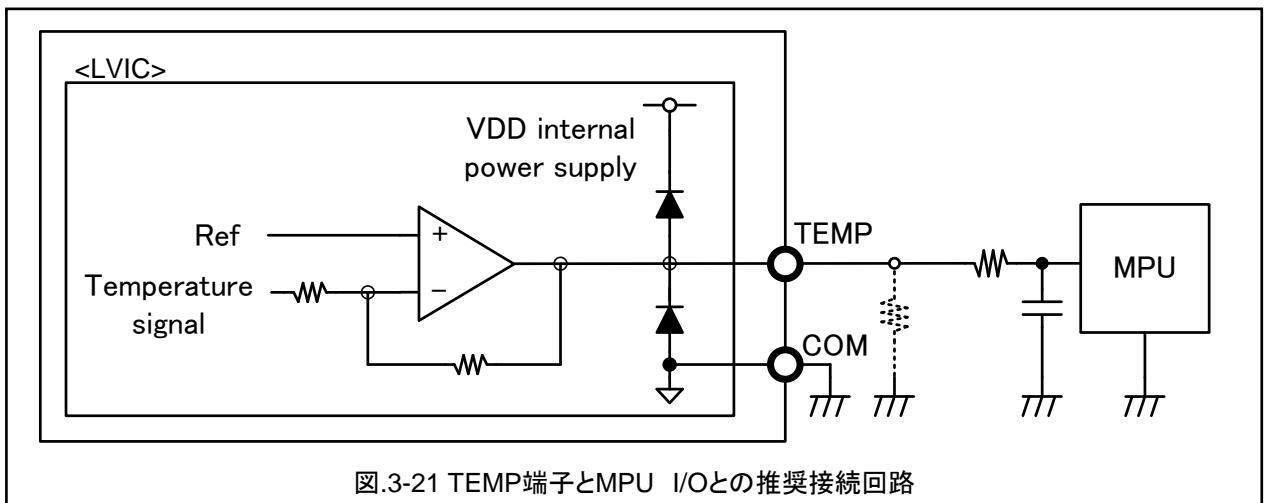 <LVIC>
VDD internal
power supply
Ref
+
Temperature
signal
−
TEMP
COM
MPU
図.3-21 TEMP端子とMPU I/Oとの推奨接続回路